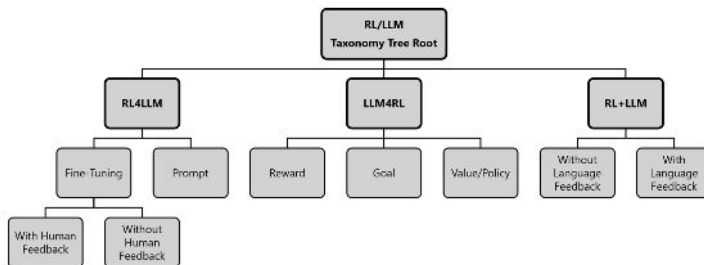 RL/LLM
Taxonomy Tree Root
RL4LLM
LLM4RL
RL+LLM
Fine-Tuning
Prompt
Reward
Goal
Value/Policy
Without
Language
Feedback
With
Language
Feedback
With Human
Feedback
Without
Human
Feedback